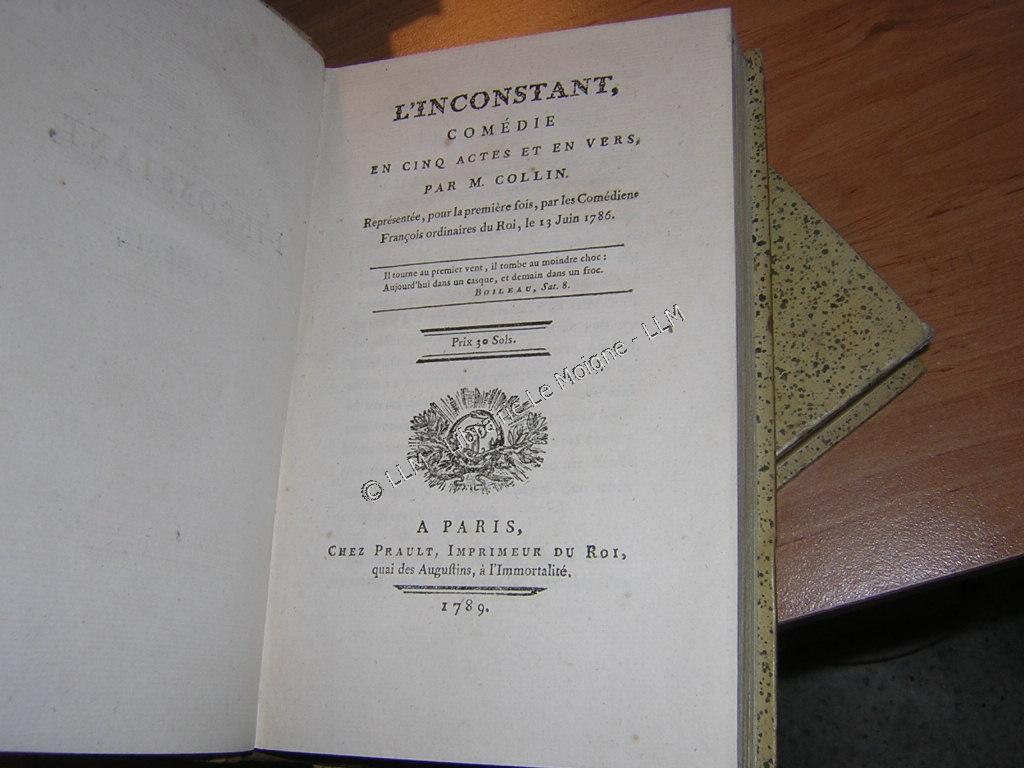 L'INCONSTANT,
COMÉDIE
EN CINQ ACTES ET EN VERS,
PAR M. COLLIN.
Représentée, pour la première fois, par les Comédiens
François ordinaires du Roi, le 13 Juin 1786.
Il tourne au premier vent, il tombe au moindre choc :
Aujourd'hui dans un casque, et demain dans un froc.
BOILEAU, Sat. 8.
Prix 30 Sols.
© LLM - Librairie Le Moigne - LLM
A PARIS,
CHEZ PRAULT, IMPRIMEUR DU ROI,
quai des Augustins, à l'Immortalité.
1789.